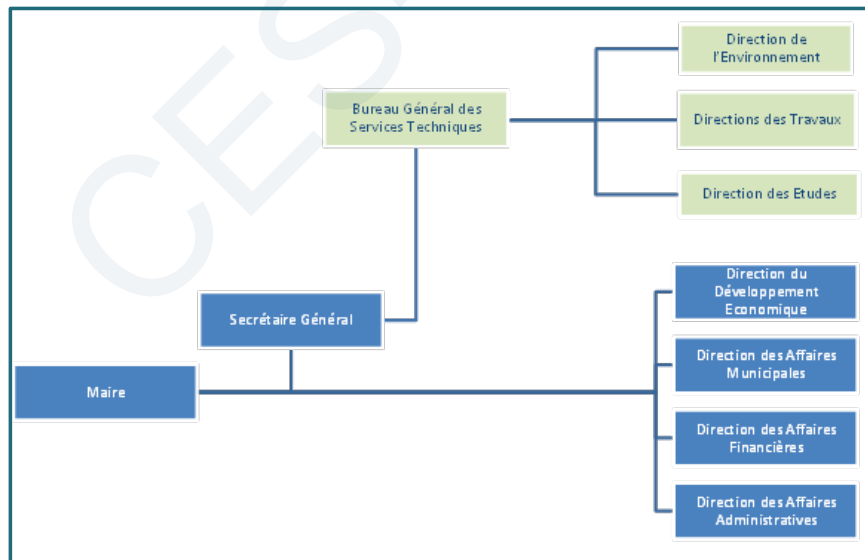 CES
Direction de
l'Environnement
Bureau Général des
Services Techniques
Directions des Travaux
Direction des Etudes
Direction du
Développement
Economique
Secrétaire Général
Direction des Affaires
Municipales
Maire
Direction des Affaires
Financières
Direction des Affaires
Administratives